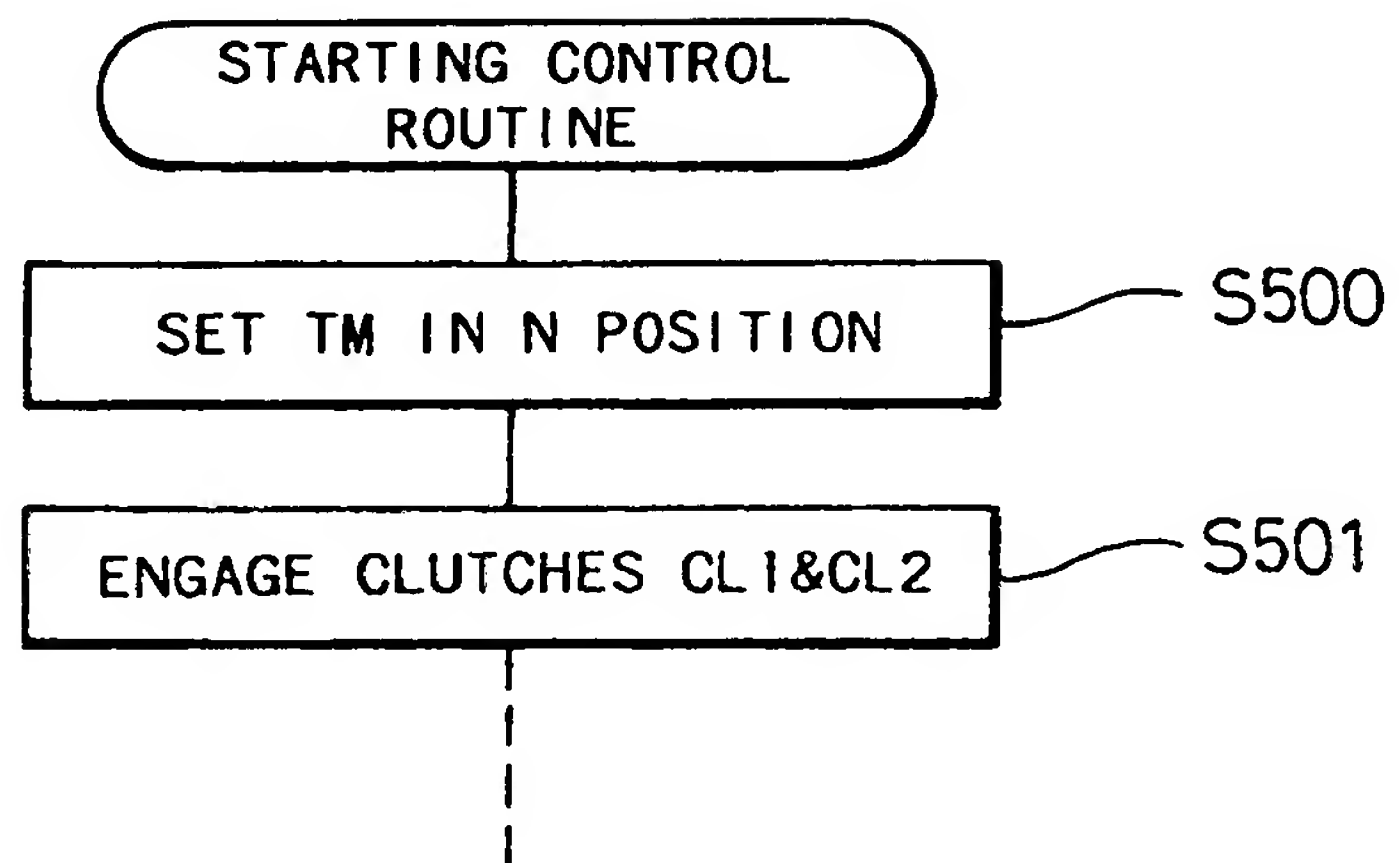 STARTING CONTROL
ROUTINE
SET TM IN N POSITION
S500
ENGAGE CLUTCHES CL1&CL2
S501